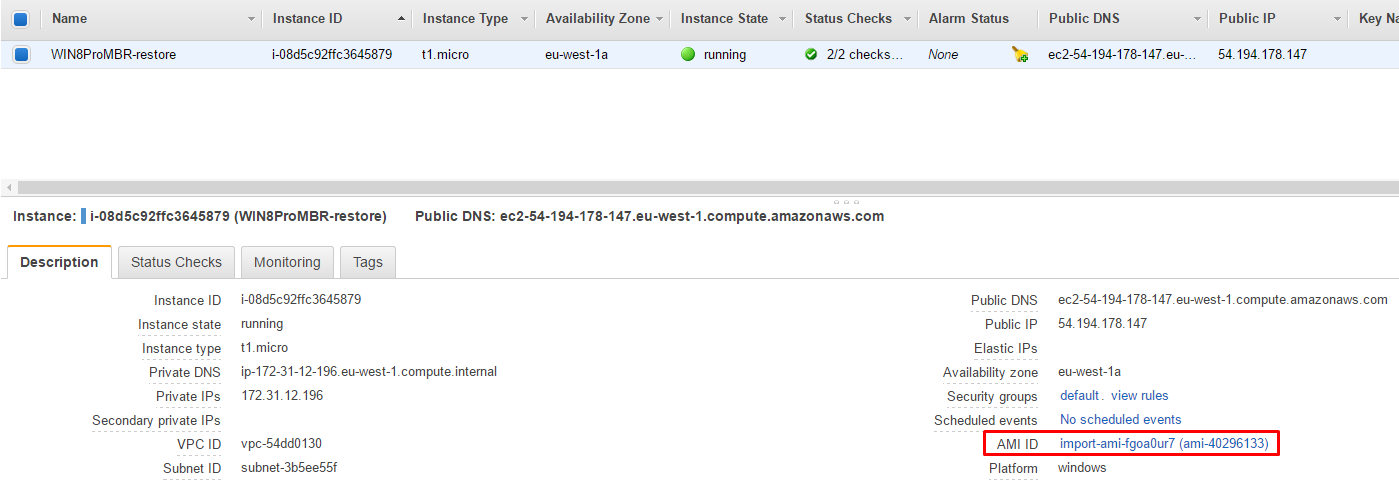 Name Instance ID Instance Type Availability Zone Instance State Status Checks Alarm Status Public DNS Public IP Key Na
WIN8ProMBR-restore i-08d5c92ffc3645879 t1.micro eu-west-1a running 2/2 checks... None ec2-54-194-178-147.eu-... 54.194.178.147
Instance: i-08d5c92ffc3645879 (WIN8ProMBR-restore) Public DNS: ec2-54-194-178-147.eu-west-1.compute.amazonaws.com
Description Status Checks Monitoring Tags
Instance ID i-08d5c92ffc3645879 Public DNS ec2-54-194-178-147.eu-west-1.compute.amazonaws.com
Instance state running Public IP 54.194.178.147
Instance type t1.micro Elastic IPs
Private DNS ip-172-31-12-196.eu-west-1.compute.internal Availability zone eu-west-1a
Private IPs 172.31.12.196 Security groups default. view rules
Secondary private IPs Scheduled events No scheduled events
VPC ID vpc-54dd0130 AMI ID import-ami-fgoa0ur7 (ami-40296133)
Subnet ID subnet-3b5ee55f Platform windows